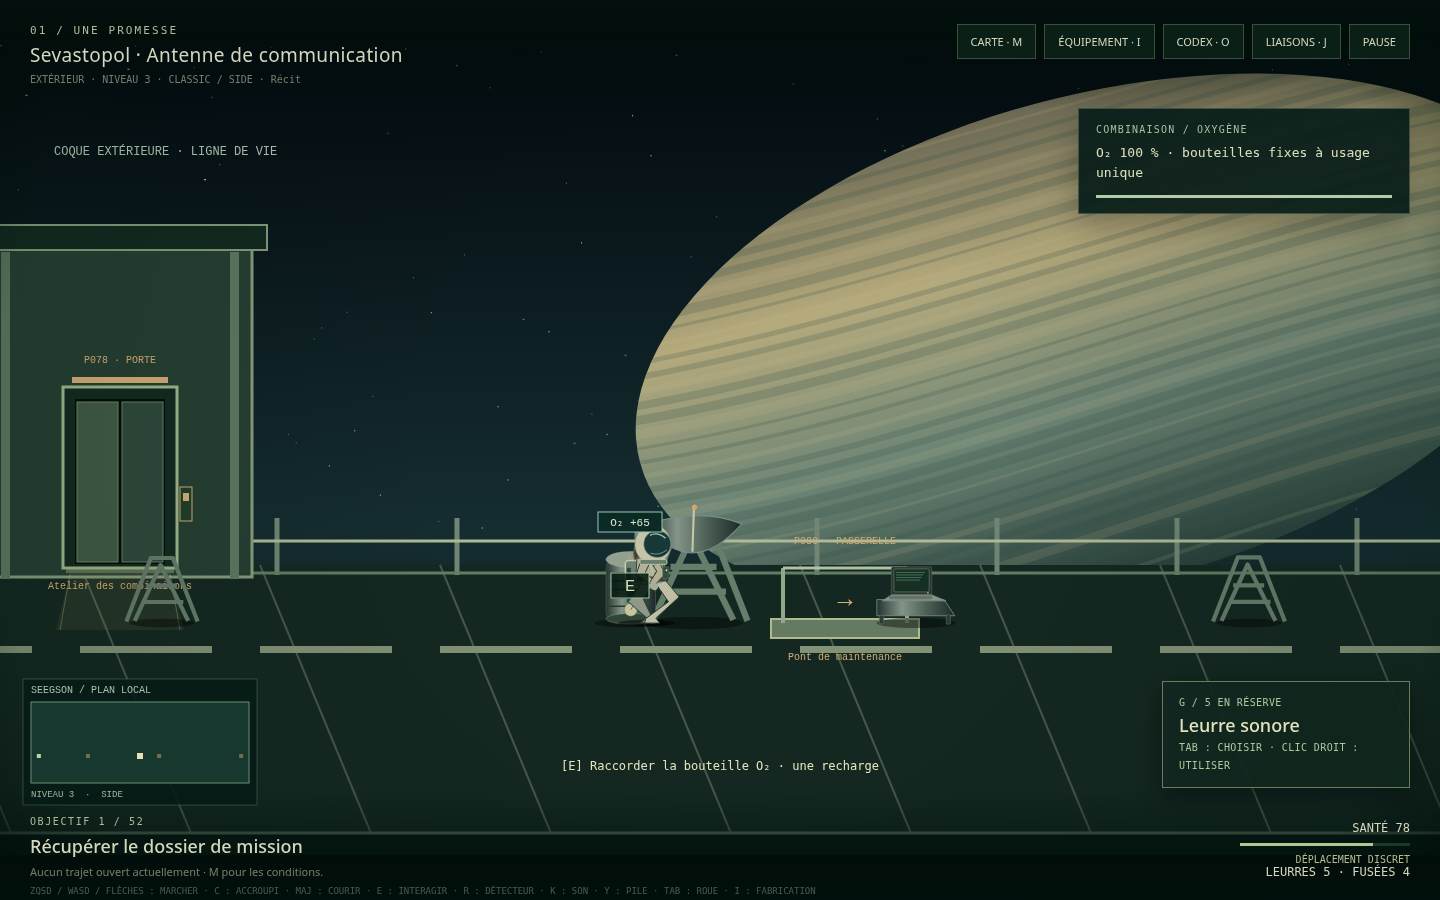 01 / UNE PROMESSE
Sevastopol · Antenne de communication
EXTÉRIEUR · NIVEAU 3 · CLASSIC / SIDE · Récit
CARTE · M
ÉQUIPEMENT · I
CODEX · O
LIAISONS · J
PAUSE
COMBINAISON / OXYGÈNE
O₂ 100 % · bouteilles fixes à usage
unique
COQUE EXTÉRIEURE · LIGNE DE VIE
P078 · PORTE
Atelier des combinaisons
O₂ +65
E
PASSERELLE
→
Pont de maintenance
SEEGSON / PLAN LOCAL
NIVEAU 3 · SIDE
[E] Raccorder la bouteille O₂ · une recharge
G / 5 EN RÉSERVE
Leurre sonore
TAB : CHOISIR · CLIC DROIT :
UTILISER
OBJECTIF 1 / 52
Récupérer le dossier de mission
Aucun trajet ouvert actuellement · M pour les conditions.
ZQSD / WASD / FLÈCHES : MARCHER · C : ACCROUPI · MAJ : COURIR · E : INTERAGIR · R : DÉTECTEUR · K : SON · Y : PILE · TAB : ROUE · I : FABRICATION
SANTÉ 78
DÉPLACEMENT DISCRET
LEURRES 5 · FUSÉES 4